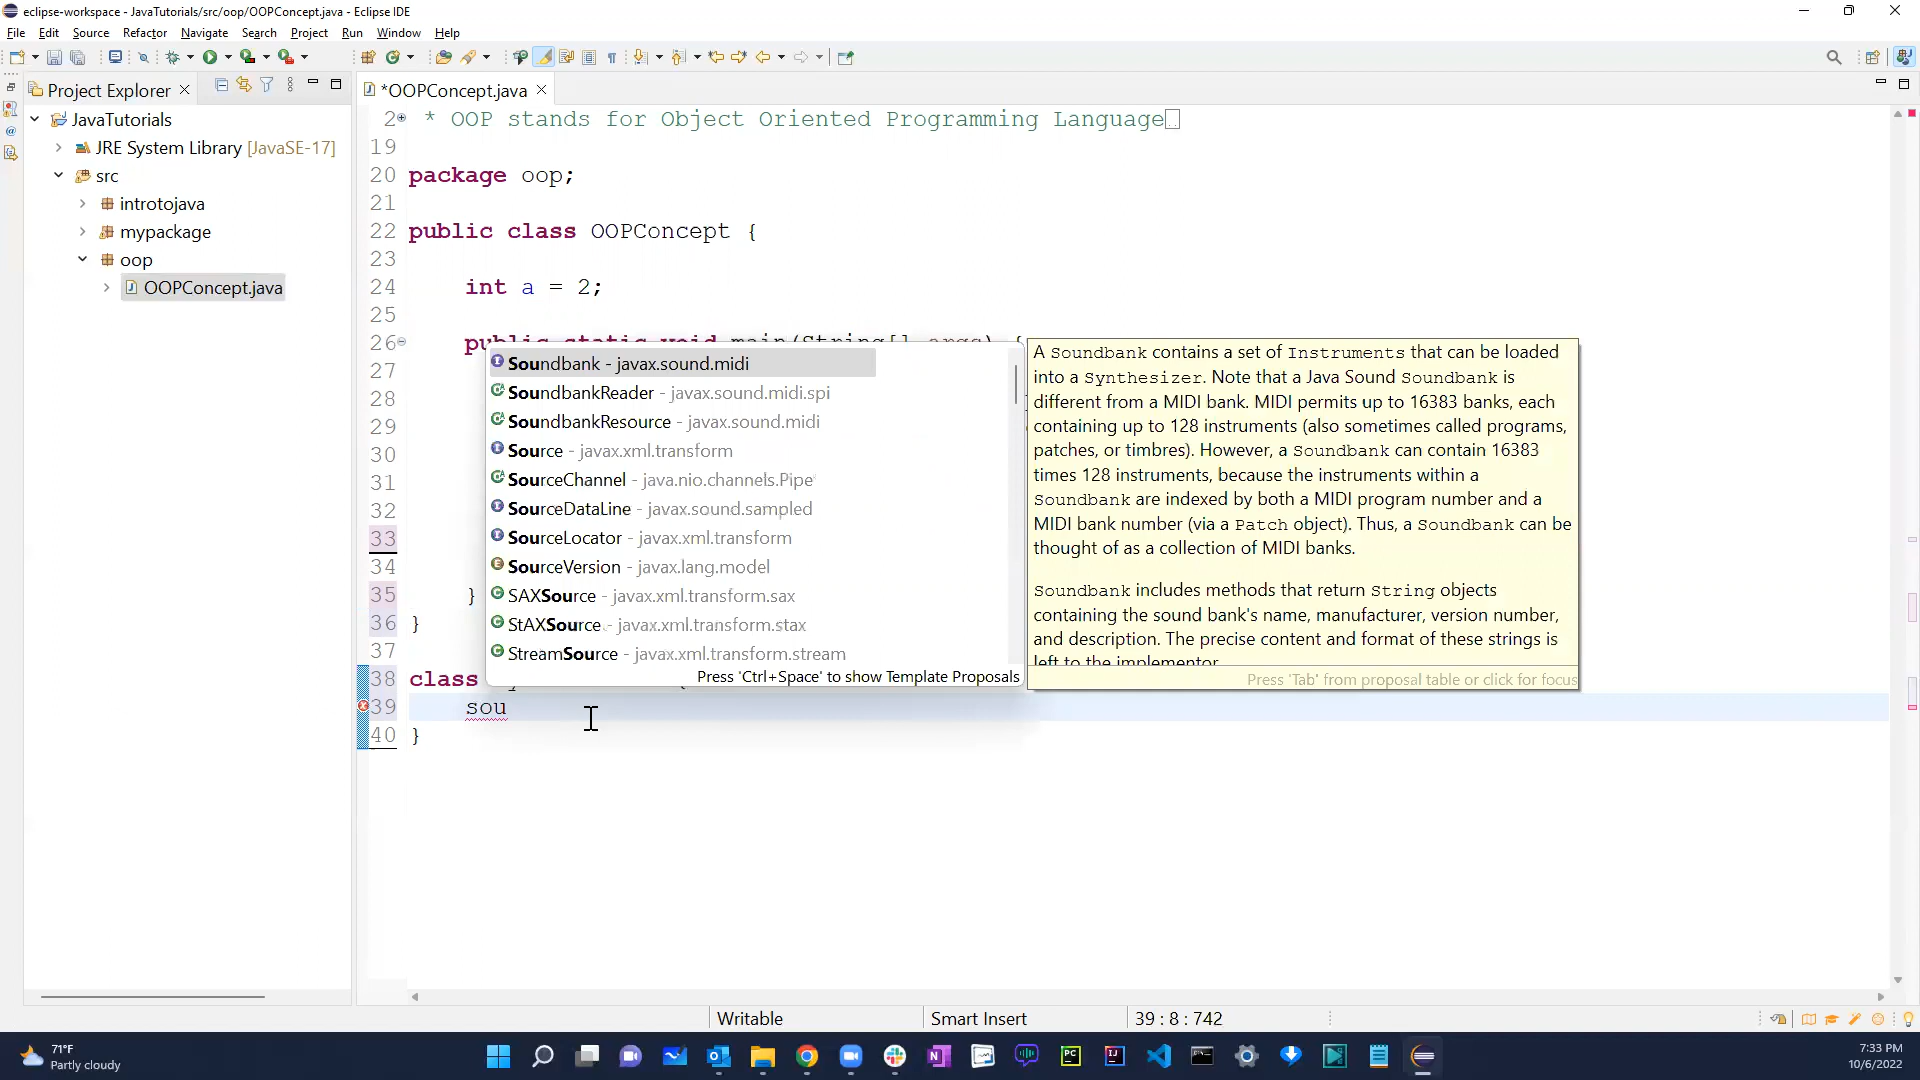 eclipse-workspace - JavaTutorials/src/oop/OOPConcept.java - Eclipse IDE
File Edit Source Refactor Navigate Search Project Run Window Help
Project Explorer
*OOPConcept.java
JavaTutorials
JRE System Library [JavaSE-17]
src
introtojava
mypackage
oop
OOPConcept.java
2 * OOP stands for Object Oriented Programming Language
19
20 package oop;
21
22 public class OOPConcept {
23
24 int a = 2;
25
26 public static void main(String[] args) {
27
28
29
30
31
32
33
34
35 }
36 }
37
38 class
39 sou
40 }
Soundbank - javax.sound.midi
SoundbankReader - javax.sound.midi.spi
SoundbankResource - javax.sound.midi
Source - javax.xml.transform
SourceChannel - java.nio.channels.Pipe
SourceDataLine - javax.sound.sampled
SourceLocator - javax.xml.transform
SourceVersion - javax.lang.model
SAXSource - javax.xml.transform.sax
StAXSource - javax.xml.transform.stax
StreamSource - javax.xml.transform.stream
Press 'Ctrl+Space' to show Template Proposals
A Soundbank contains a set of Instruments that can be loaded
into a Synthesizer. Note that a Java Sound Soundbank is
different from a MIDI bank. MIDI permits up to 16383 banks, each
containing up to 128 instruments (also sometimes called programs,
patches, or timbres). However, a Soundbank can contain 16383
times 128 instruments, because the instruments within a
Soundbank are indexed by both a MIDI program number and a
MIDI bank number (via a Patch object). Thus, a Soundbank can be
thought of as a collection of MIDI banks.
Soundbank includes methods that return String objects
containing the sound bank's name, manufacturer, version number,
and description. The precise content and format of these strings is
left to the implementor.
Press 'Tab' from proposal table or click for focus
Writable
Smart Insert
39 : 8 : 742
71°F
Partly cloudy
7:33 PM
10/6/2022